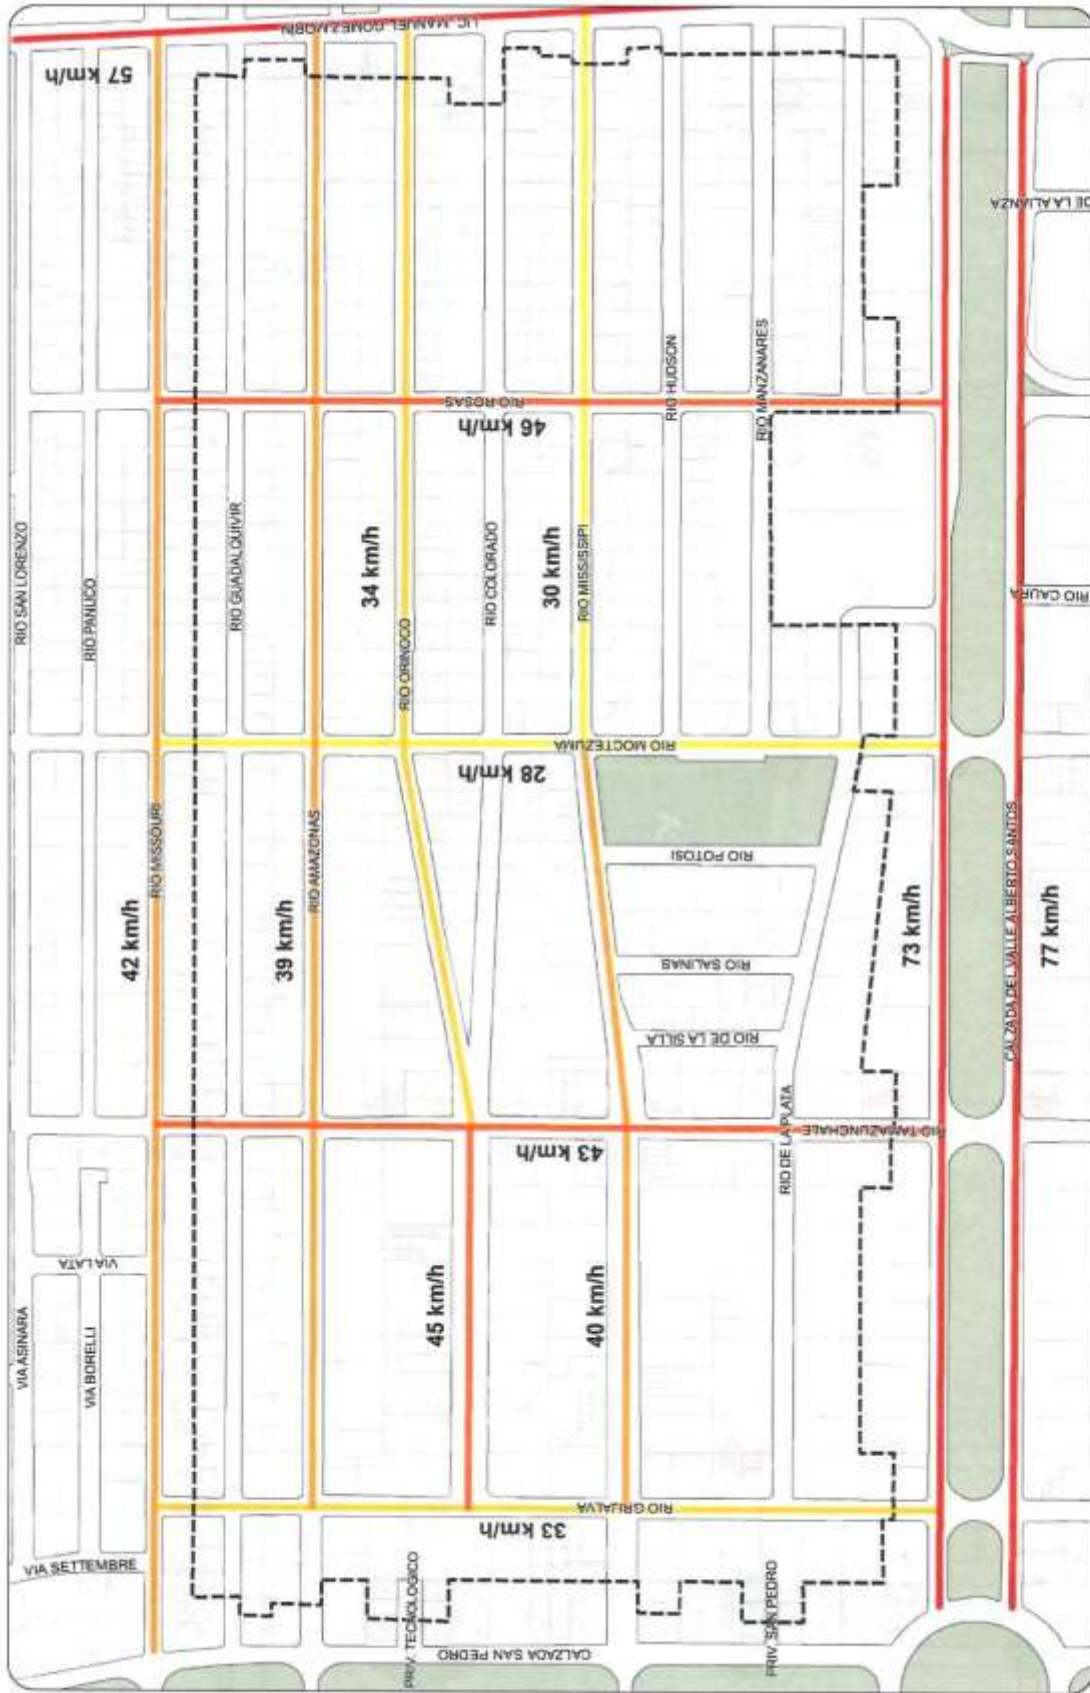 LIC. MANUEL GOMEZ MORIN
57 km/h
DE LA ALIANZA
RIO ROSAS
46 km/h
RIO HUDSON
RIO MANZANARES
RIO SAN LORENZO
RIO PANUCO
RIO GUADALQUIVIR
34 km/h
RIO ORINOCO
RIO COLORADO
30 km/h
RIO MISSISSIPI
RIO CAURA
RIO MOCTEZUMA
28 km/h
RIO MISSOURI
42 km/h
RIO AMAZONAS
39 km/h
RIO POTOSI
RIO SALINAS
RIO DE LA SILLA
73 km/h
CALZADA DEL VALLE ALBERTO SANTOS
77 km/h
RIO TAMAZUNCHALE
43 km/h
RIO DE LA PLATA
VIA LATA
VIA ASINARA
VIA BORELLI
45 km/h
40 km/h
RIO GRIJALVA
33 km/h
VIA SETTEMBRE
PRIV. TECNOLOGICO
CALZADA SAN PEDRO
PRIV. SAN PEDRO